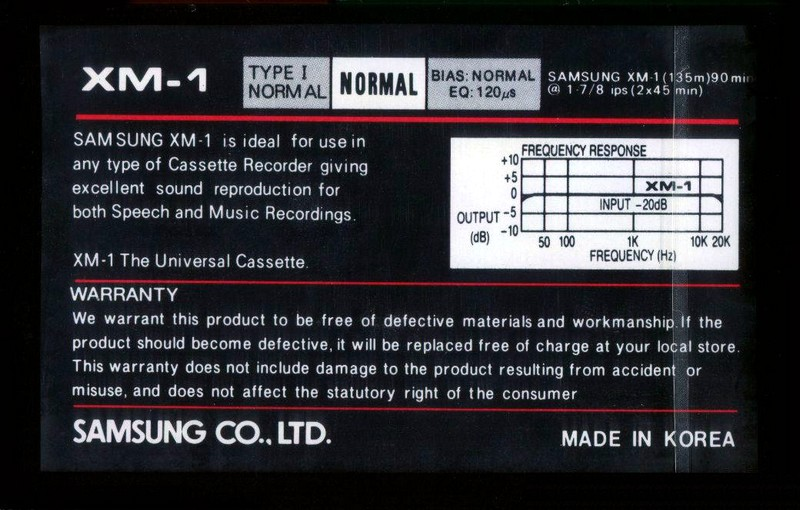 XM-1
TYPE I
NORMAL
NORMAL
BIAS: NORMAL
EQ: 120µs
SAMSUNG XM-1 (135m) 90 min
@ 1-7/8 ips (2x45 min)
SAMSUNG XM-1 is ideal for use in
any type of Cassette Recorder giving
excellent sound reproduction for
both Speech and Music Recordings.
XM-1 The Universal Cassette.
FREQUENCY RESPONSE
+10
+5
0
-5
-10
OUTPUT
(dB)
XM-1
INPUT -20dB
50 100 1K 10K 20K
FREQUENCY (Hz)
WARRANTY
We warrant this product to be free of defective materials and workmanship. If the
product should become defective, it will be replaced free of charge at your local store.
This warranty does not include damage to the product resulting from accident or
misuse, and does not affect the statutory right of the consumer
SAMSUNG CO., LTD.
MADE IN KOREA